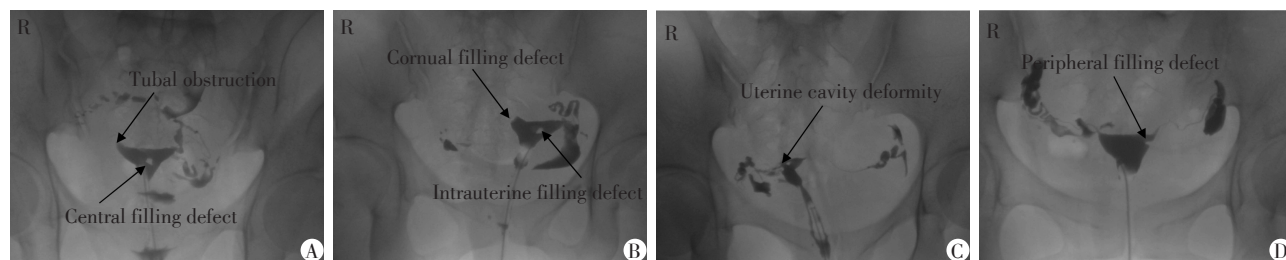 R
Tubal obstruction
Central filling defect
A
R
Cornual filling defect
Intrauterine filling defect
B
R
Uterine cavity deformity
C
R
Peripheral filling defect
D